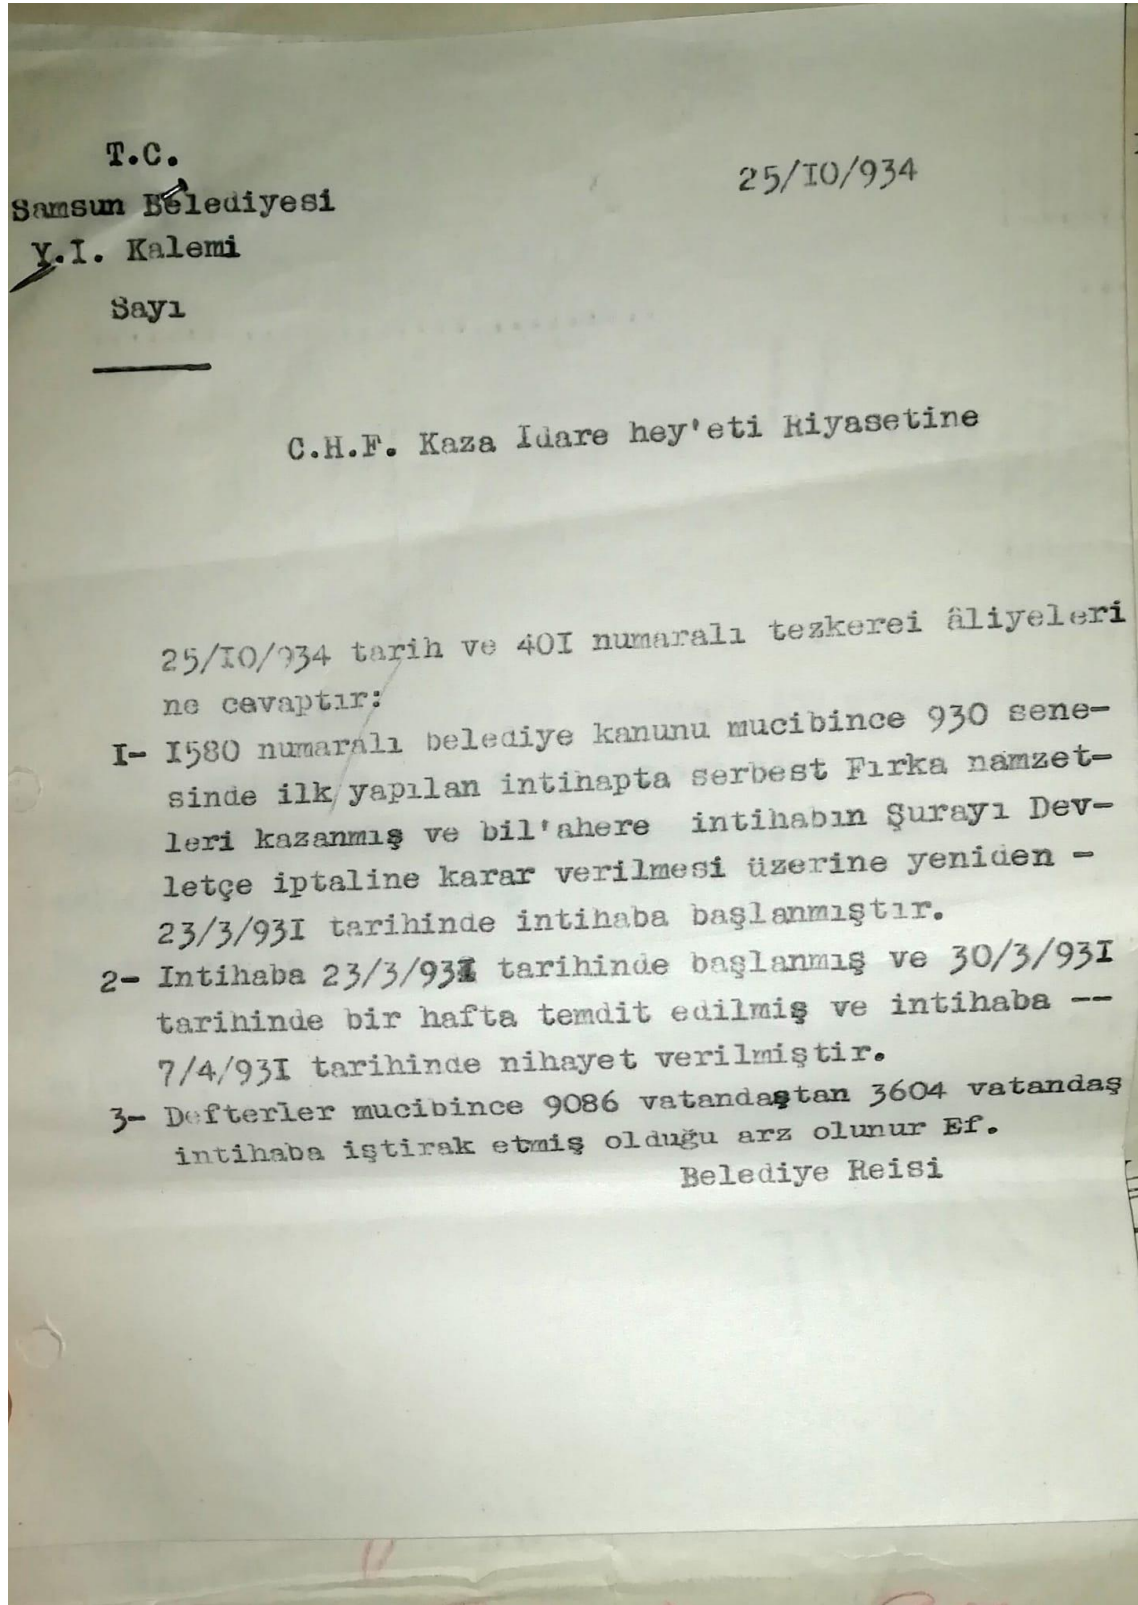 T.C.
25/IO/934
Samsun Belediyesi
Y.I. Kalemi
Sayı
C.H.F. Kaza Idare hey'eti Riyasetine
25/IO/934 tarih ve 40I numaralı tezkerei âliyeleri
ne cevaptır:
I- I580 numaralı belediye kanunu mucibince 930 sene-
sinde ilk yapılan intihapta serbest Fırka namzet-
leri kazanmış ve bil'ahere intihabın Şurayı Dev-
letçe iptaline karar verilmesi üzerine yeniden -
23/3/93I tarihinde intihaba başlanmıştır.
2- Intihaba 23/3/93I tarihinde başlanmış ve 30/3/93I
tarihinde bir hafta temdit edilmiş ve intihaba --
7/4/93I tarihinde nihayet verilmiştir.
3- Defterler mucibince 9086 vatandaştan 3604 vatandaş
intihaba iştirak etmiş olduğu arz olunur Ef.
Belediye Reisi